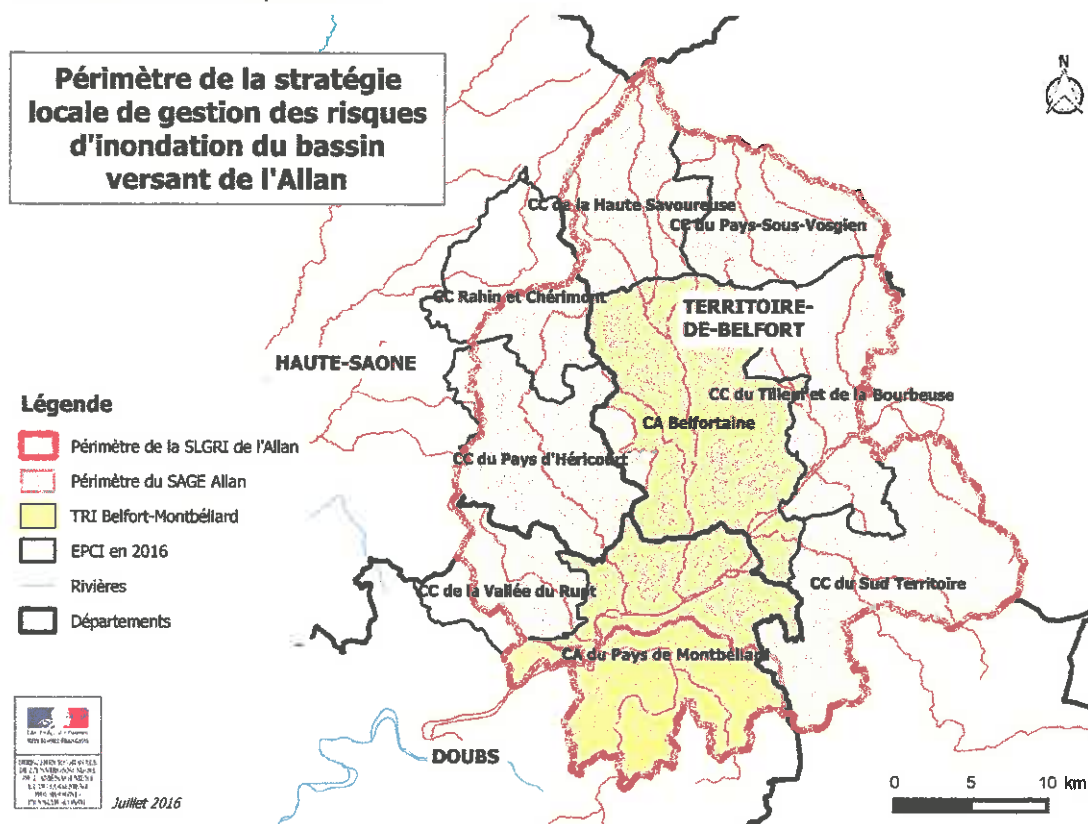 Périmètre de la stratégie
locale de gestion des risques
d'inondation du bassin
versant de l'Allan
N
CC de la Haute Savoureuse
CC du Pays-Sous-Vosgien
CC Rahin et Chérimont
TERRITOIRE-
DE-BELFORT
HAUTE-SAONE
CC du Tilleul et de la Bourbeuse
CA Belfortaine
CC du Pays d'Héricourt
CC du Sud Territoire
CC de la Vallée du Rupt
CA du Pays de Montbéliard
DOUBS
Légende
Périmètre de la SLGRI de l'Allan
Périmètre du SAGE Allan
TRI Belfort-Montbéliard
EPCI en 2016
Rivières
Départements
Juillet 2016
0 5 10 km